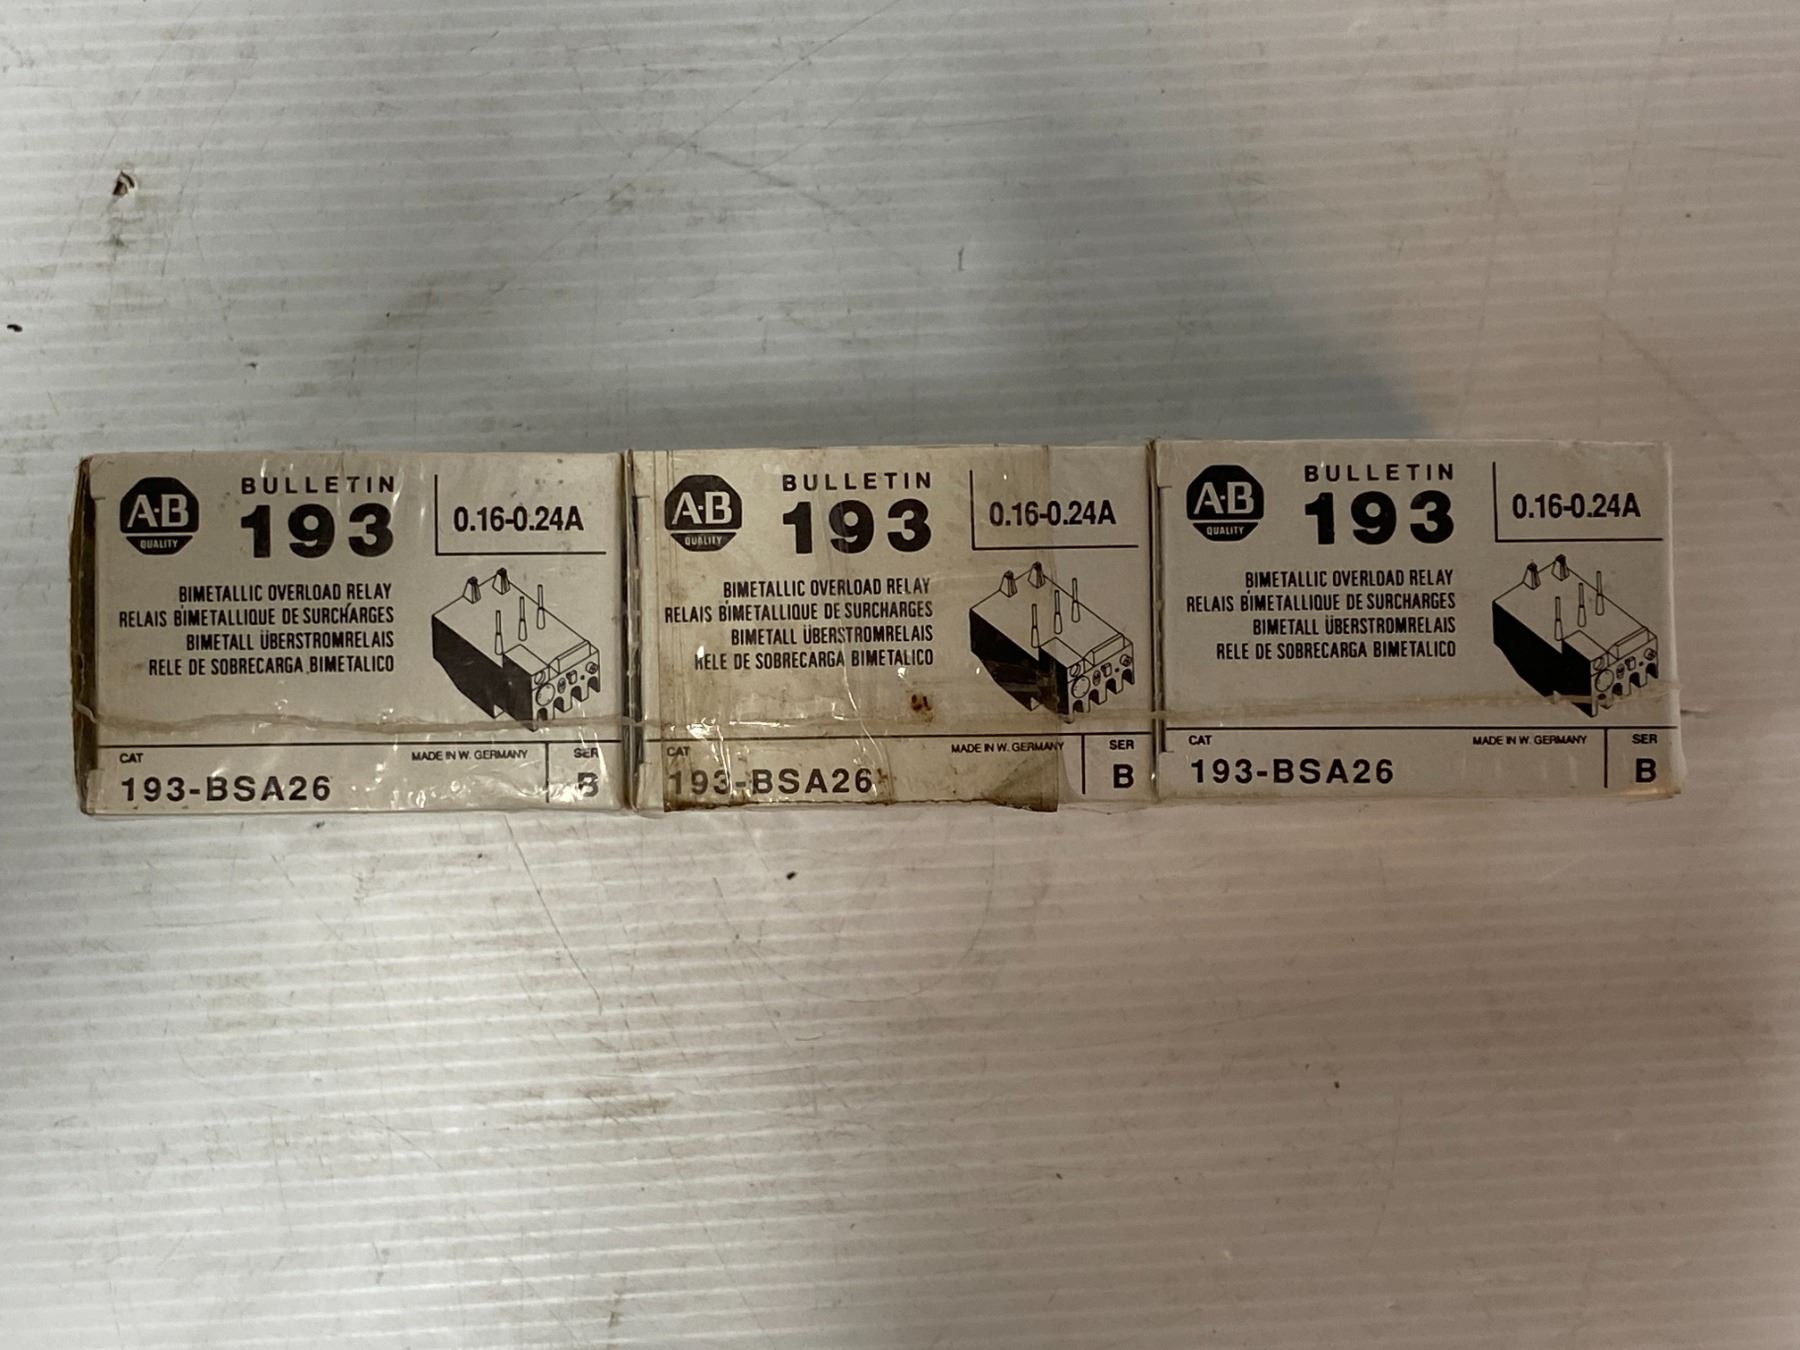 A-B
QUALITY
BULLETIN
193
0.16-0.24A
BIMETALLIC OVERLOAD RELAY
RELAIS BIMETALLIQUE DE SURCHARGES
BIMETALL ÜBERSTROMRELAIS
RELE DE SOBRECARGA BIMETALICO
CAT
193-BSA26
MADE IN W. GERMANY
SER
B
A-B
QUALITY
BULLETIN
193
0.16-0.24A
BIMETALLIC OVERLOAD RELAY
RELAIS BIMETALLIQUE DE SURCHARGES
BIMETALL ÜBERSTROMRELAIS
RELE DE SOBRECARGA BIMETALICO
CAT
193-BSA26
MADE IN W. GERMANY
SER
B
A-B
QUALITY
BULLETIN
193
0.16-0.24A
BIMETALLIC OVERLOAD RELAY
RELAIS BIMETALLIQUE DE SURCHARGES
BIMETALL ÜBERSTROMRELAIS
RELE DE SOBRECARGA BIMETALICO
CAT
193-BSA26
MADE IN W. GERMANY
SER
B